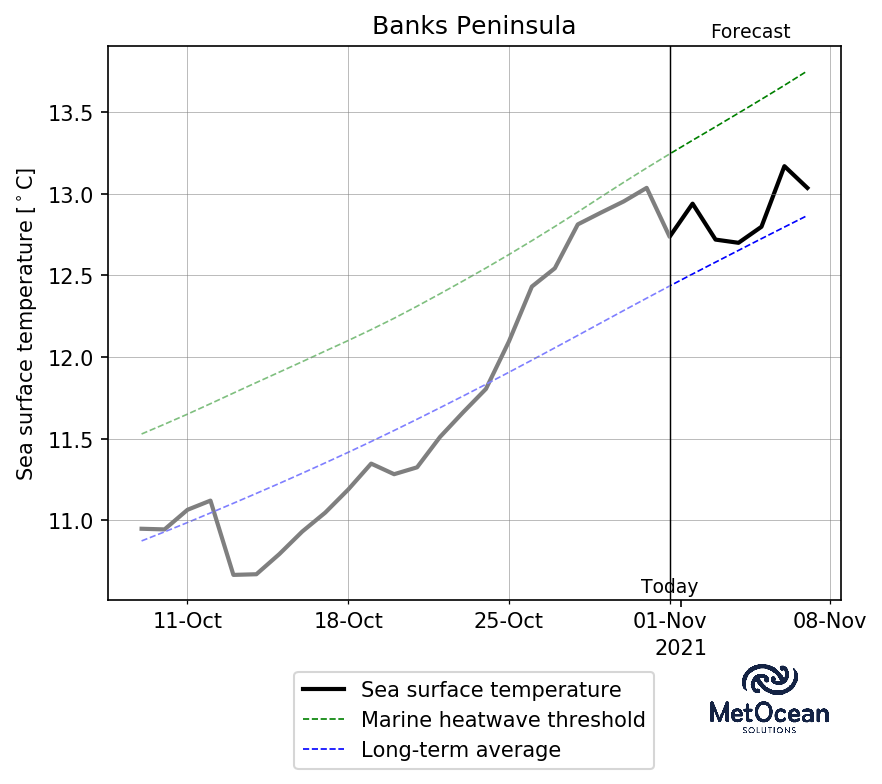 Banks Peninsula
Forecast
Sea surface temperature [°C]
13.5
13.0
12.5
12.0
11.5
11.0
Today
11-Oct 18-Oct 25-Oct 01-Nov 08-Nov
2021
Sea surface temperature
Marine heatwave threshold
Long-term average
MetOcean
SOLUTIONS